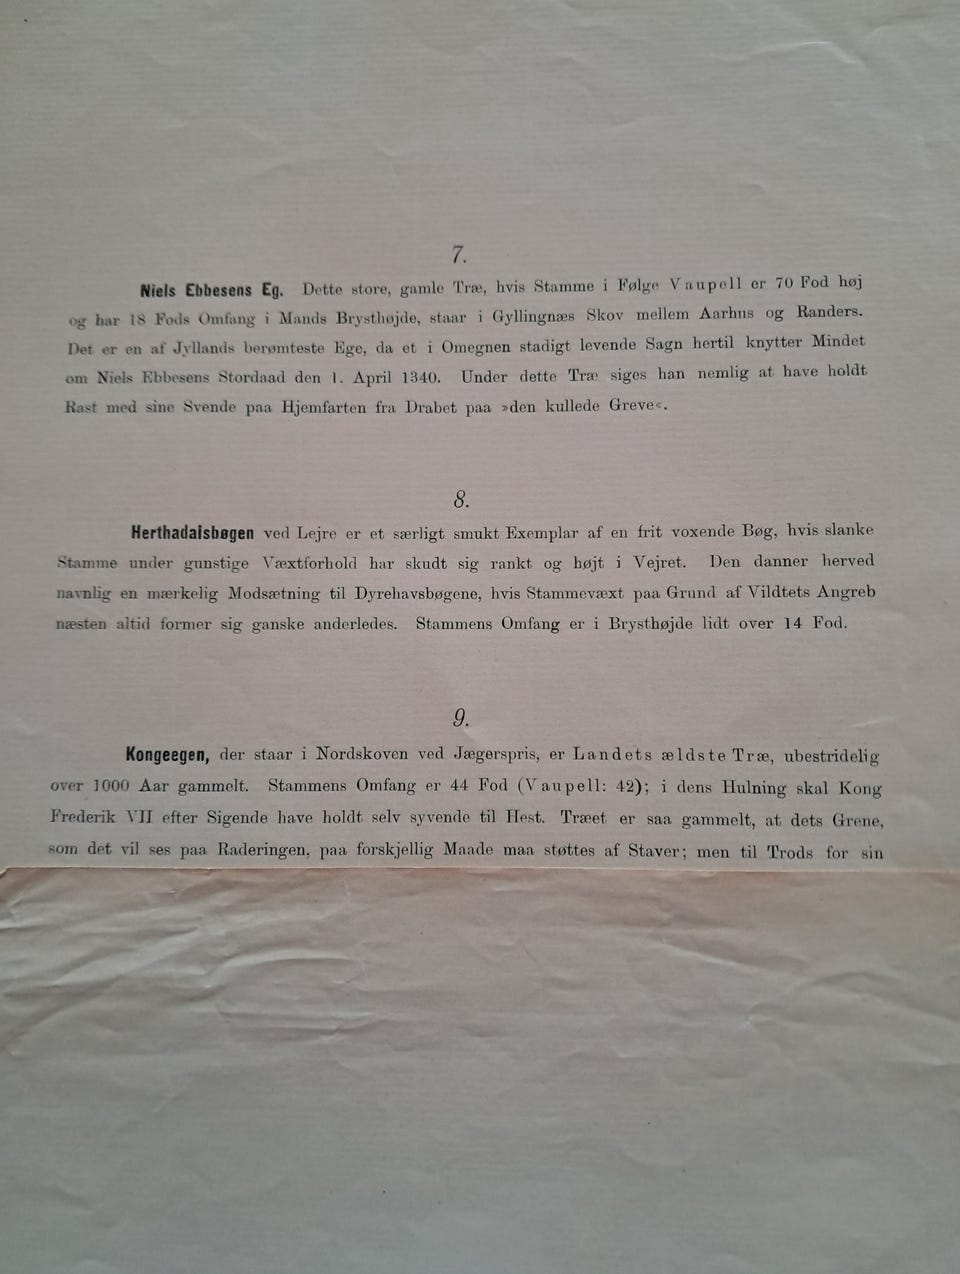 7.
Niels Ebbesens Eg. Dette store, gamle Træ, hvis Stamme i Følge Vaupell er 70 Fod høj
og har 18 Fods Omfang i Mands Brysthøjde, staar i Gyllingnæs Skov mellem Aarhus og Randers.
Det er en af Jyllands berømteste Ege, da et i Omegnen stadigt levende Sagn hertil knytter Mindet
om Niels Ebbesens Stordaad den 1. April 1340. Under dette Træ siges han nemlig at have holdt
Rast med sine Svende paa Hjemfarten fra Drabet paa »den kullede Greve«.
8.
Herthadalsbøgen ved Lejre er et særligt smukt Exemplar af en frit voxende Bøg, hvis slanke
Stamme under gunstige Væxtforhold har skudt sig rankt og højt i Vejret. Den danner herved
navnlig en mærkelig Modsætning til Dyrehavsbøgene, hvis Stammevæxt paa Grund af Vildtets Angreb
næsten altid former sig ganske anderledes. Stammens Omfang er i Brysthøjde lidt over 14 Fod.
9.
Kongeegen, der staar i Nordskoven ved Jægerspris, er Landets ældste Træ, ubestridelig
over 1000 Aar gammelt. Stammens Omfang er 44 Fod (Vaupell: 42); i dens Hulning skal Kong
Frederik VII efter Sigende have holdt selv syvende til Hest. Træet er saa gammelt, at dets Grene,
som det vil ses paa Raderingen, paa forskjellig Maade maa støttes af Staver; men til Trods for sin